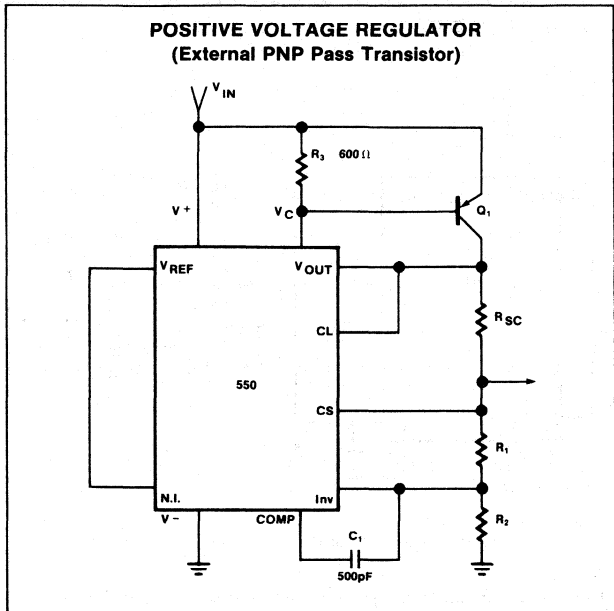 POSITIVE VOLTAGE REGULATOR
(External PNP Pass Transistor)
VIN
R3 600Ω
V+
VC
Q1
VREF
VOUT
RSC
CL
550
CS
R1
N.I.
Inv
V-
COMP
R2
C1
500pF